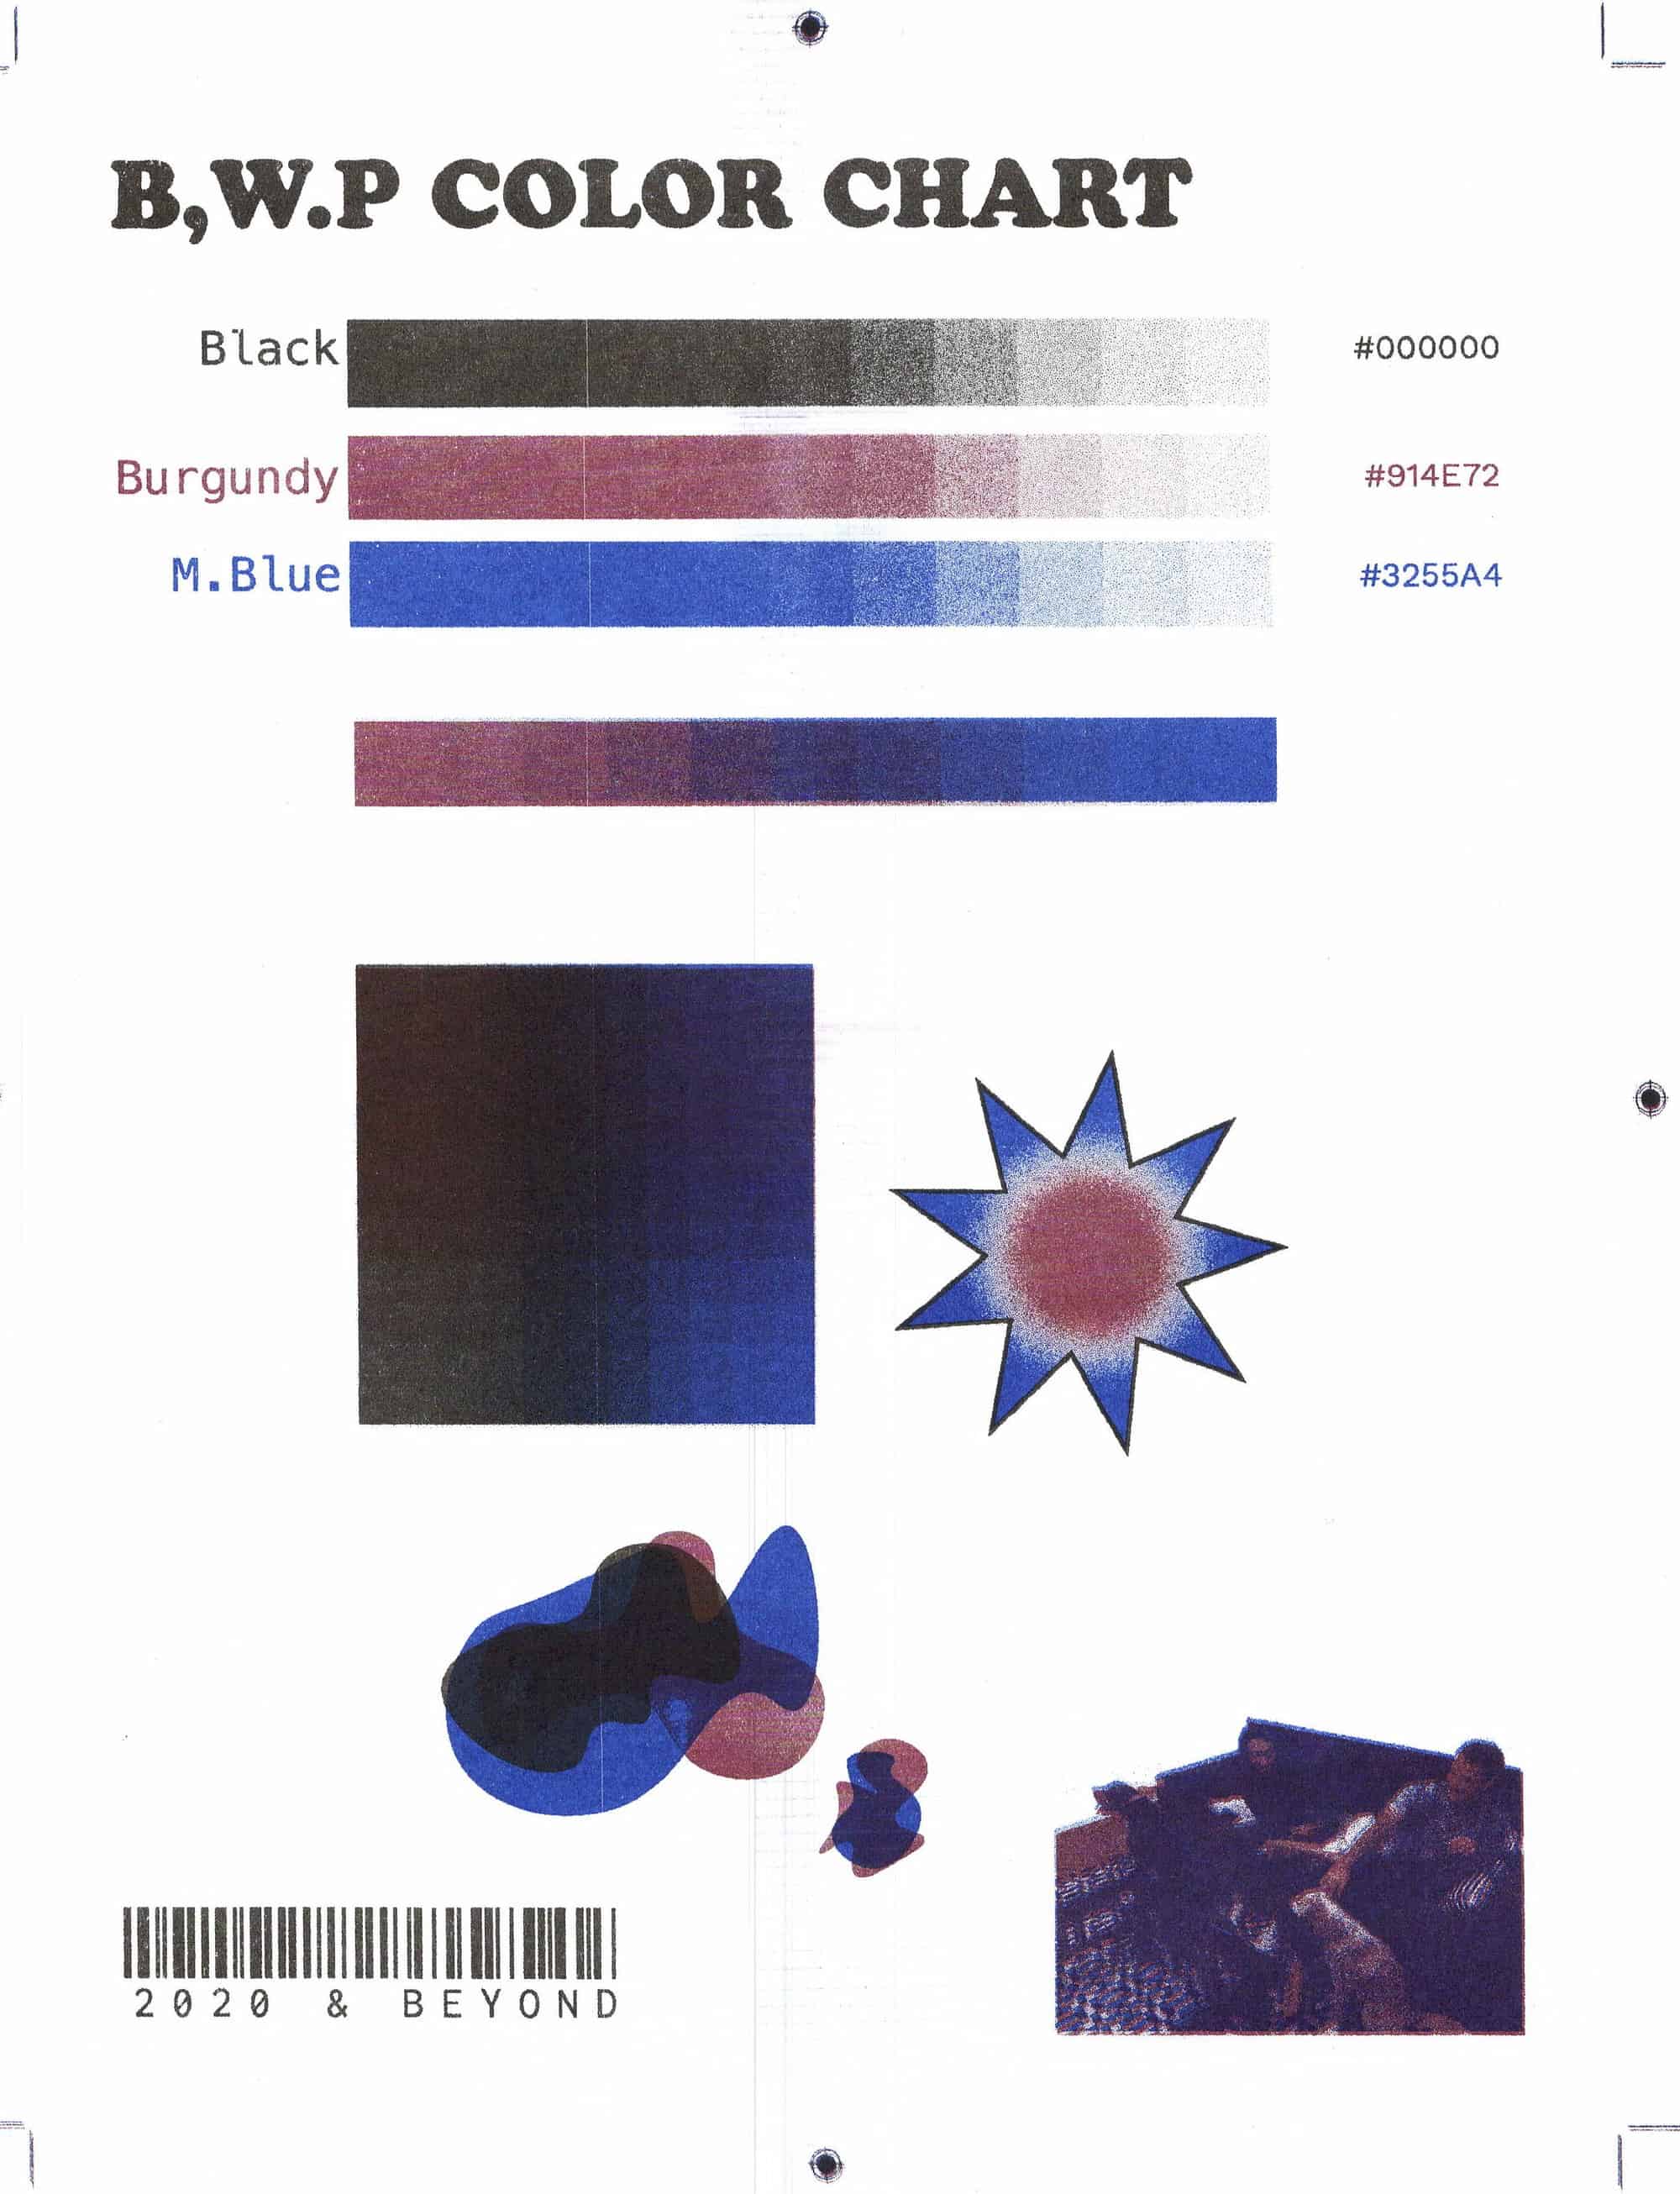 B,W.P COLOR CHART
Black #000000
Burgundy #914E72
M.Blue #3255A4
2020 & BEYOND